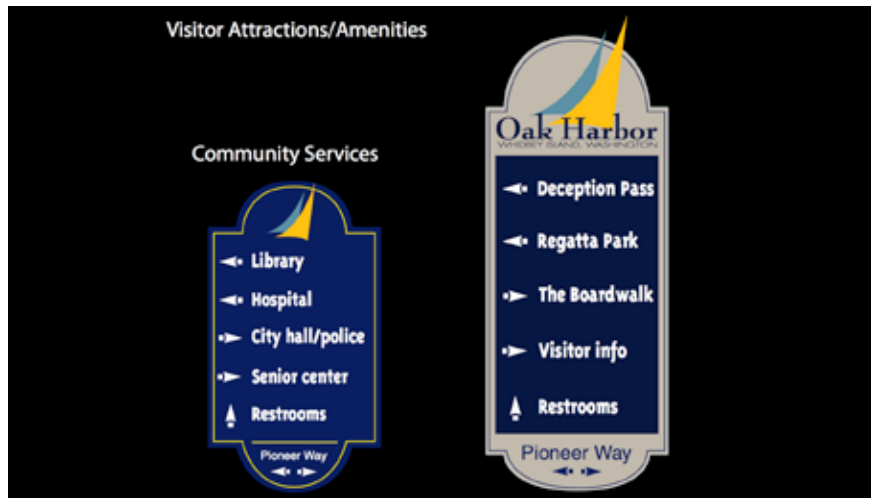 Visitor Attractions/Amenities
Community Services
Library
Hospital
City hall/police
Senior center
Restrooms
Pioneer Way
Oak Harbor
WHIDBEY ISLAND, WASHINGTON
Deception Pass
Regatta Park
The Boardwalk
Visitor info
Restrooms
Pioneer Way